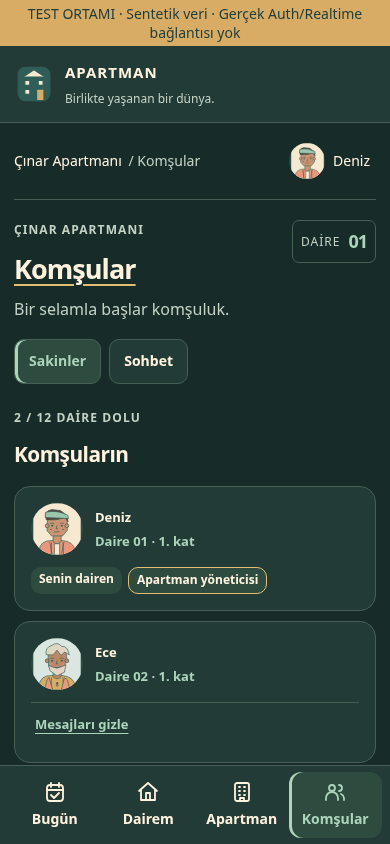 TEST ORTAMI · Sentetik veri · Gerçek Auth/Realtime
bağlantısı yok
APARTMAN
Birlikte yaşanan bir dünya.
Çınar Apartmanı / Komşular
Deniz
ÇINAR APARTMANI
DAİRE 01
Komşular
Bir selamla başlar komşuluk.
Sakinler
Sohbet
2 / 12 DAİRE DOLU
Komşuların
Deniz
Daire 01 · 1. kat
Senin dairen
Apartman yöneticisi
Ece
Daire 02 · 1. kat
Mesajları gizle
Bugün
Dairem
Apartman
Komşular